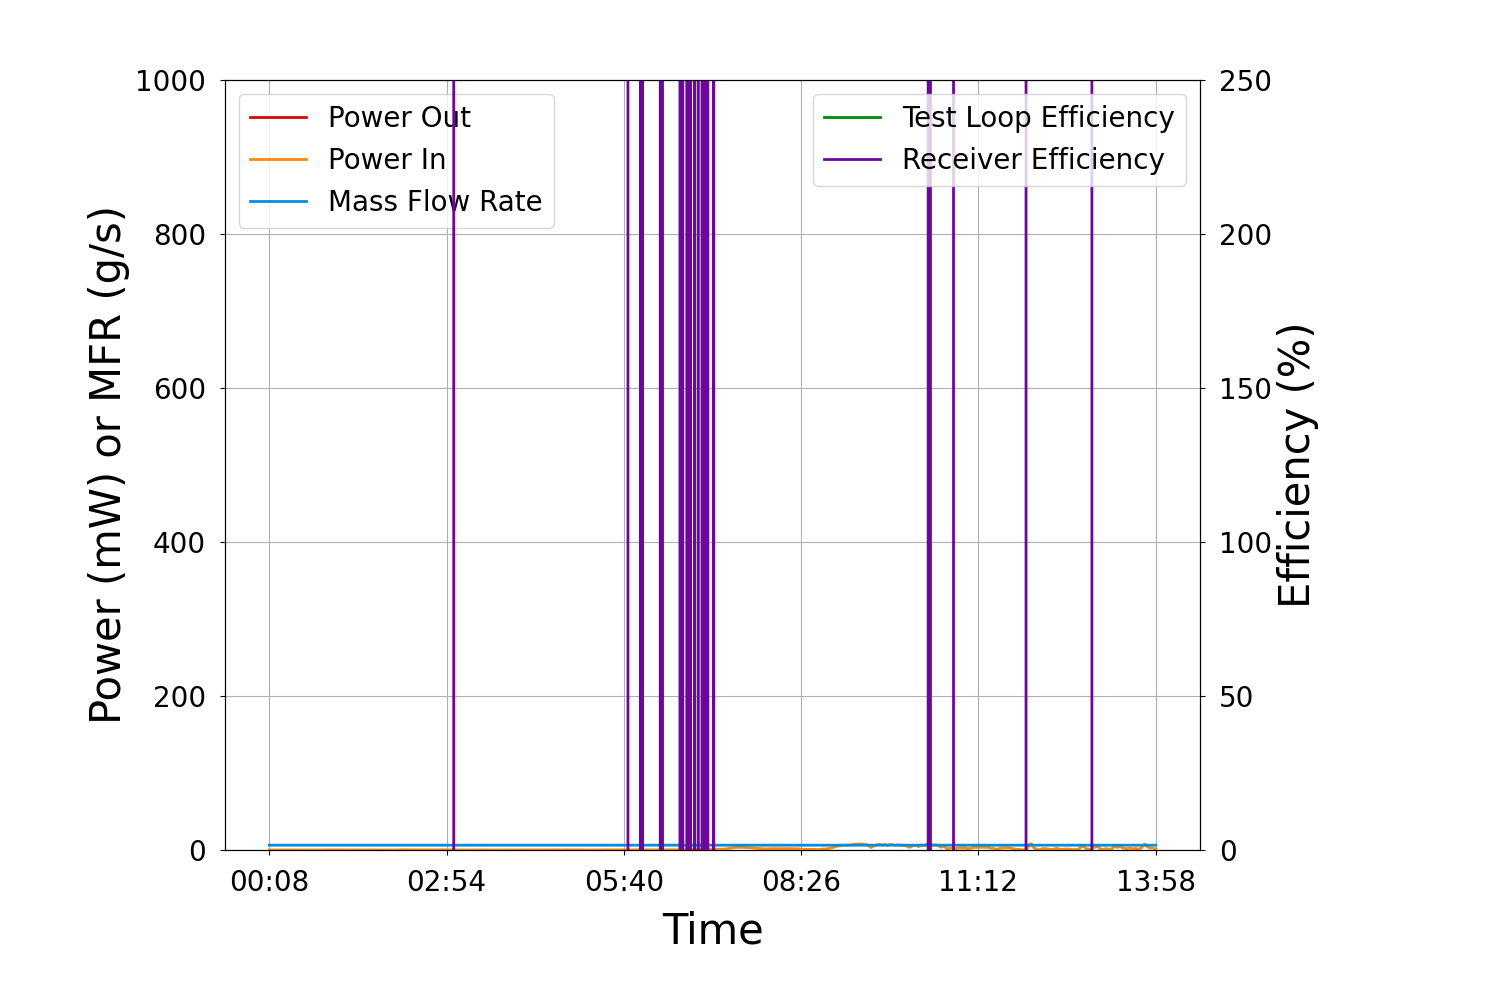 1000
800
600
400
200
0
Power (mW) or MFR (g/s)
Power Out
Power In
Mass Flow Rate
Test Loop Efficiency
Receiver Efficiency
250
200
150
100
50
0
Efficiency (%)
00:08 02:54 05:40 08:26 11:12 13:58
Time